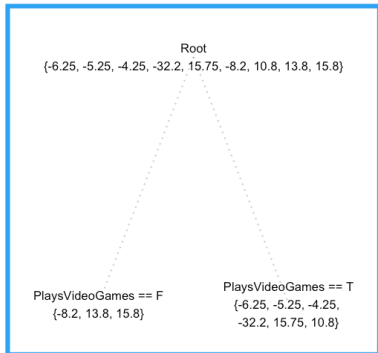 Root
{-6.25, -5.25, -4.25, -32.2, 15.75, -8.2, 10.8, 13.8, 15.8}
PlaysVideoGames == F
{-8.2, 13.8, 15.8}
PlaysVideoGames == T
{-6.25, -5.25, -4.25,
-32.2, 15.75, 10.8}